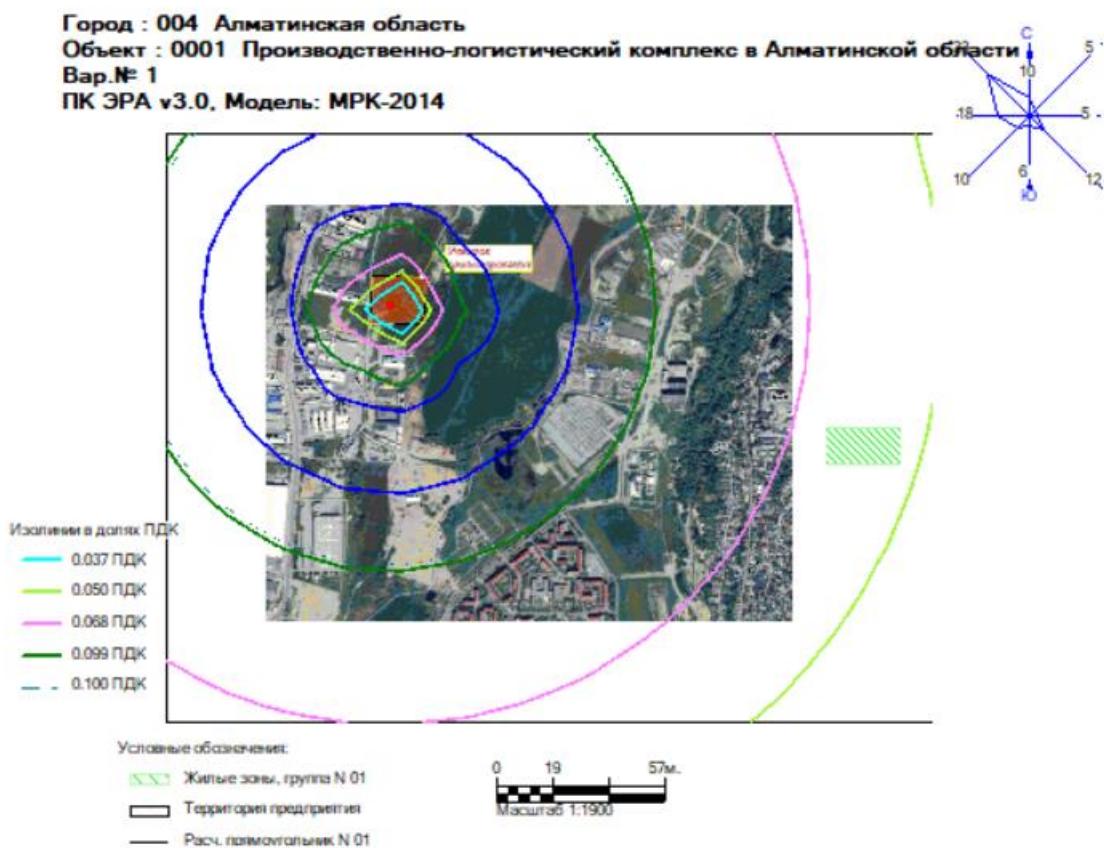 Город : 004 Алматинская область
Объект : 0001 Производственно-логистический комплекс в Алматинской области
Вар.№ 1
ПК ЭРА v3.0, Модель: МРК-2014
С
5
10
18
5
10
6
12
Ю
Изолинии в долях ПДК
0.037 ПДК
0.050 ПДК
0.068 ПДК
0.099 ПДК
0.100 ПДК
Условные обозначения:
Жилые зоны, группа N 01
Территория предприятия
Расч. прямоугольник N 01
0 19 57м.
Масштаб 1:1900